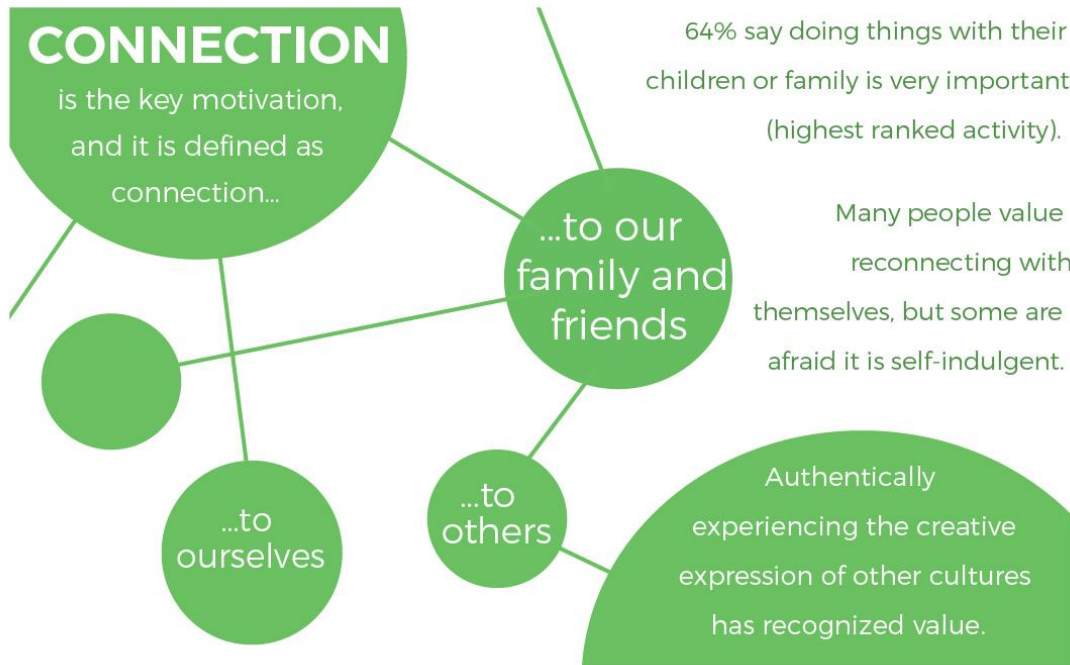 CONNECTION
is the key motivation,
and it is defined as
connection...
...to our
family and
friends
...to
ourselves
...to
others
64% say doing things with their
children or family is very important
(highest ranked activity).
Many people value
reconnecting with
themselves, but some are
afraid it is self-indulgent.
Authentically
experiencing the creative
expression of other cultures
has recognized value.